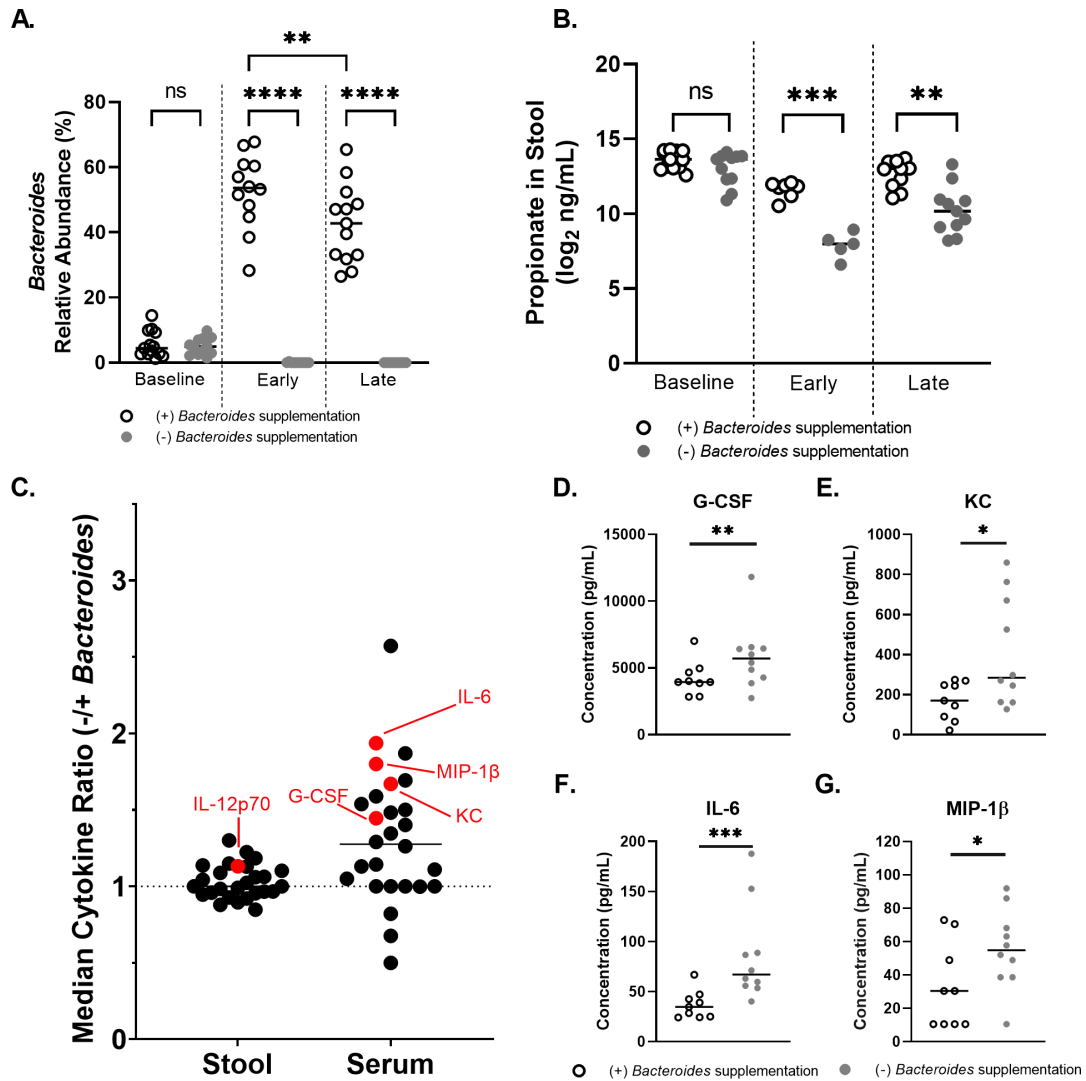 A.
**
ns
****
****
80
60
40
20
0
Bacteroides
Relative Abundance (%)
Baseline
Early
Late
(+) Bacteroides supplementation
(-) Bacteroides supplementation
B.
ns
***
**
20
15
10
5
0
Propionate in Stool
(log2 ng/mL)
Baseline
Early
Late
(+) Bacteroides supplementation
(-) Bacteroides supplementation
C.
Median Cytokine Ratio (-/+ Bacteroides)
3
2
1
0
IL-6
MIP-1β
G-CSF
KC
IL-12p70
Stool
Serum
D.
G-CSF
**
15000
10000
5000
0
Concentration (pg/mL)
E.
KC
*
1000
800
600
400
200
0
Concentration (pg/mL)
F.
IL-6
***
200
150
100
50
0
Concentration (pg/mL)
G.
MIP-1β
*
120
100
80
60
40
20
0
Concentration (pg/mL)
(+) Bacteroides supplementation
(-) Bacteroides supplementation